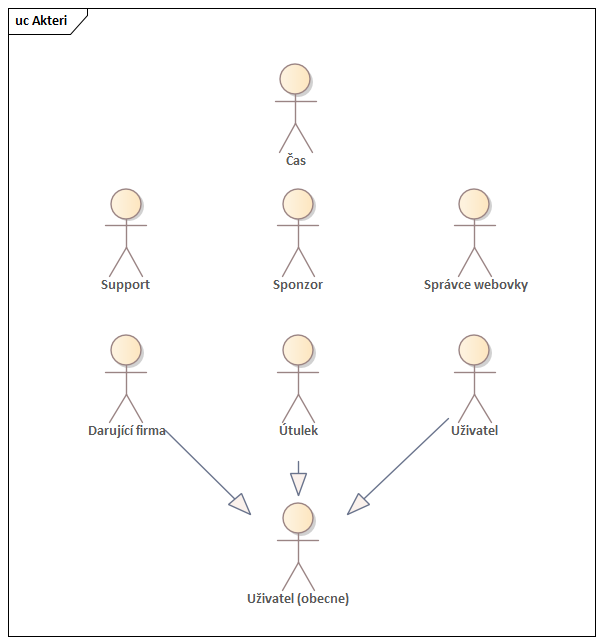 uc Akteri
Čas
Support
Sponzor
Správce webovky
Darující firma
Útulek
Uživatel
Uživatel (obecne)